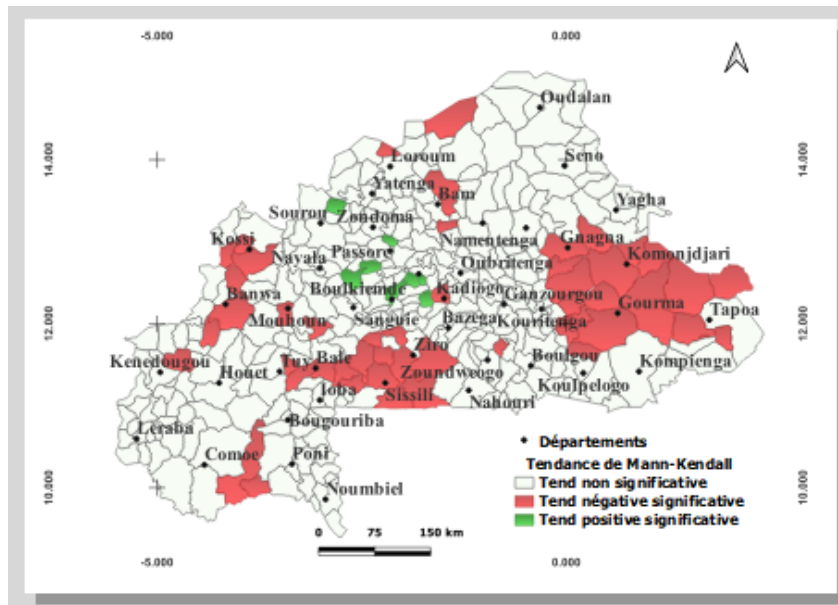 -5.000 0.000
Oudalan
14.000 14.000
Loroum Seno
Yatenga Bam Yagha
Sourou Zondoma
Kossi Passore Namentenga Gnagna
Nayala Oubritenga Komonjdjari
Banwa Boulkiemde Kadiogo Ganzourgou Gourma
12.000 Mouhoun Sanguie Bazega Kouritenga Tapoa 12.000
Kenedougou Tuy Bale Ziro Boulgou Kompienga
Houet Zoundweogo Koulpelogo
Ioba Sissili Nahouri
Leraba Bougouriba
Comoe Poni
10.000 Noumbiel 10.000
Départements
Tendance de Mann-Kendall
Tend non significative
Tend négative significative
Tend positive significative
0 75 150 km
-5.000 0.000